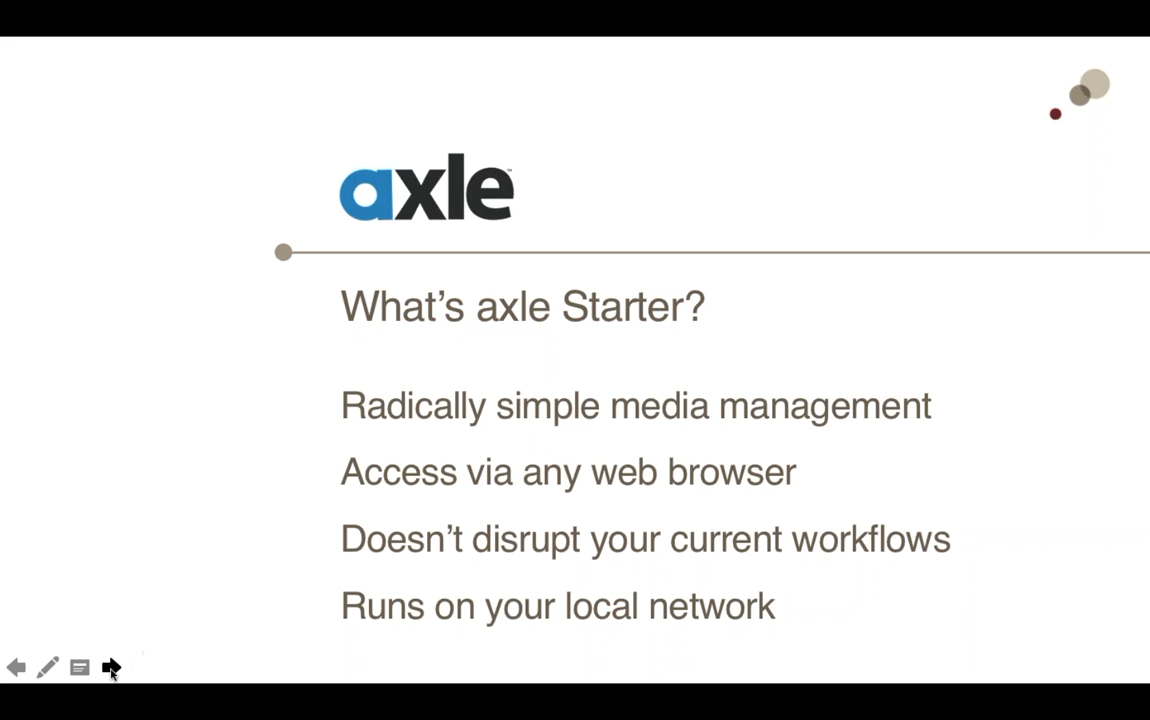 axle™
What's axle Starter?
Radically simple media management
Access via any web browser
Doesn't disrupt your current workflows
Runs on your local network